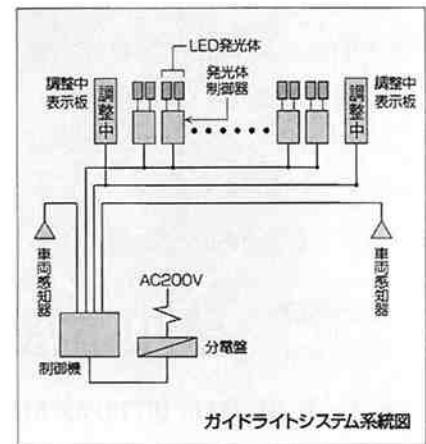 LED発光体
発光体
制御器
調整中
表示板
調整中
調整中
調整中
表示板
車両感知器
車両感知器
AC200V
分電盤
制御機
ガイドライトシステム系統図